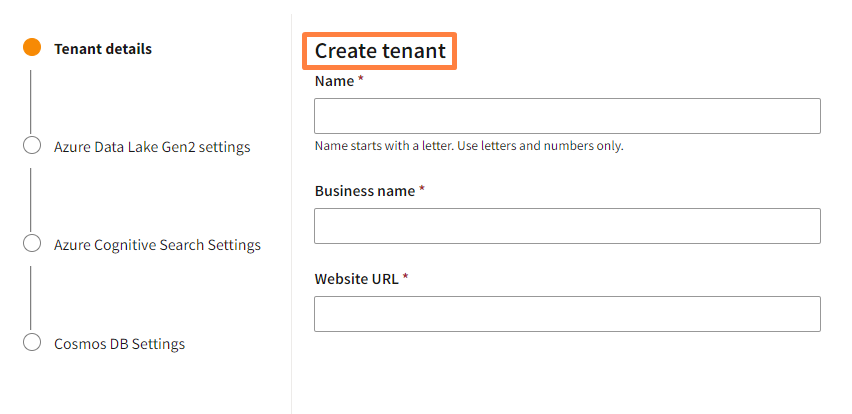 Tenant details
Azure Data Lake Gen2 settings
Azure Cognitive Search Settings
Cosmos DB Settings
Create tenant
Name *
Name starts with a letter. Use letters and numbers only.
Business name *
Website URL *